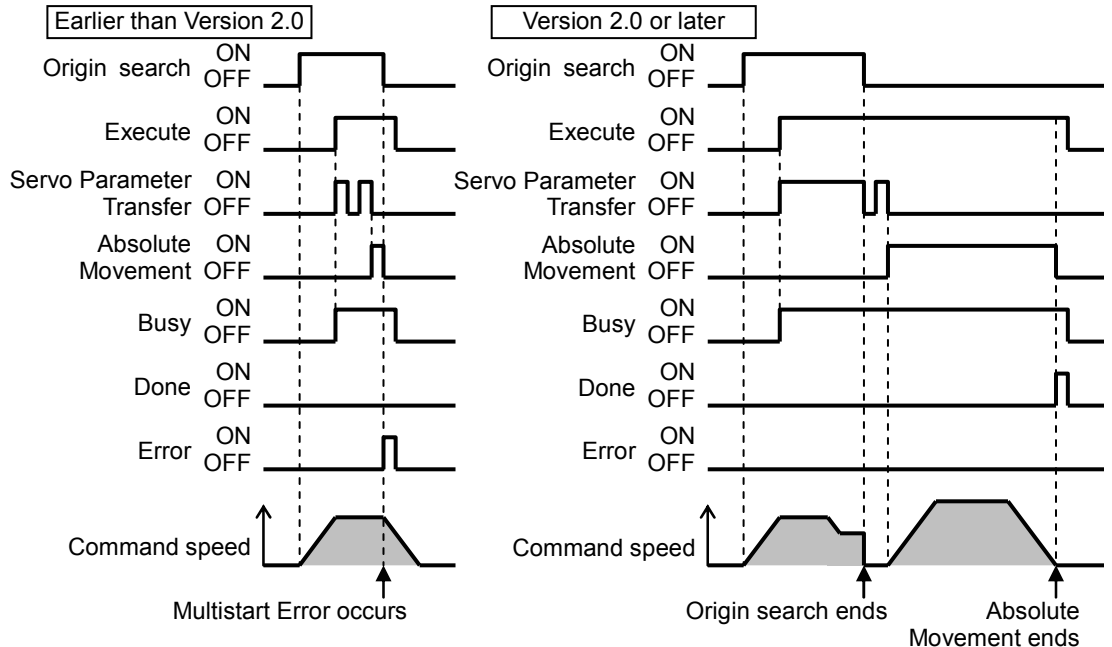 Earlier than Version 2.0
Origin search ON
OFF
Execute ON
OFF
Servo Parameter ON
Transfer OFF
Absolute ON
Movement OFF
Busy ON
OFF
Done ON
OFF
Error ON
OFF
Command speed
Multistart Error occurs
Version 2.0 or later
Origin search ON
OFF
Execute ON
OFF
Servo Parameter ON
Transfer OFF
Absolute ON
Movement OFF
Busy ON
OFF
Done ON
OFF
Error ON
OFF
Command speed
Origin search ends
Absolute
Movement ends